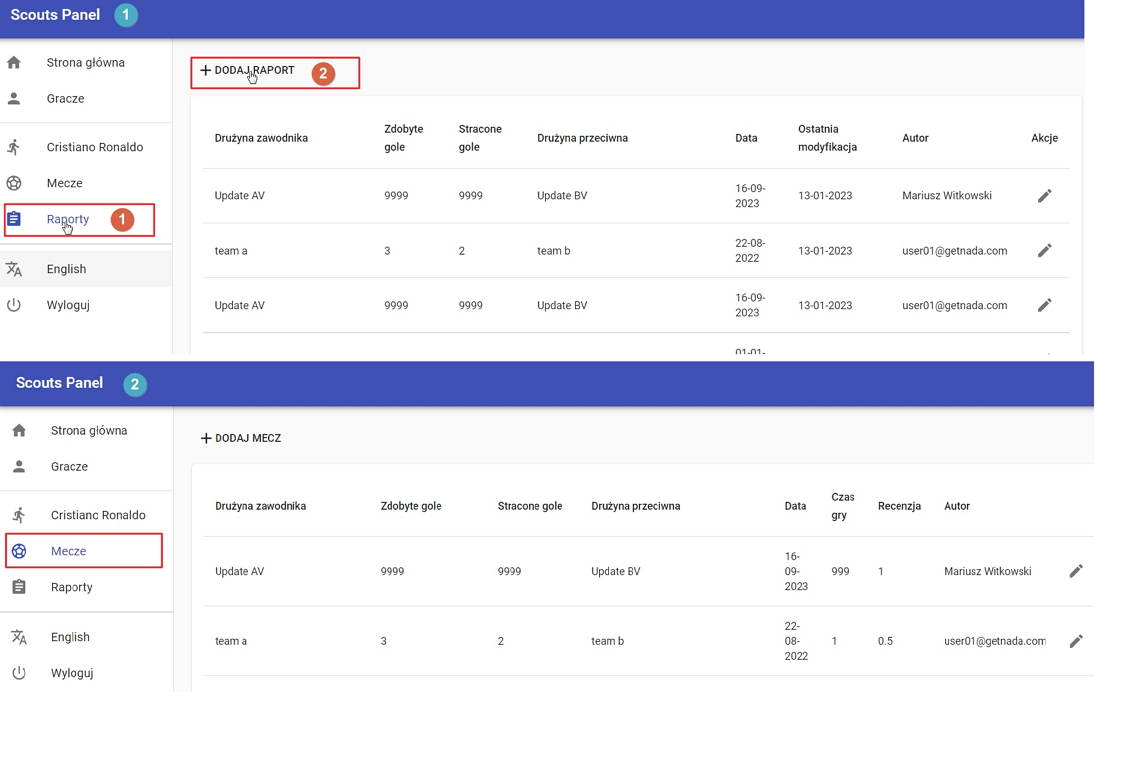 Scouts Panel 1
Strona główna
Gracze
Cristiano Ronaldo
Mecze
Raporty 1
English
Wyloguj
DODAJ RAPORT 2
Drużyna zawodnika Zdobyte gole Stracone gole Drużyna przeciwna Data Ostatnia modyfikacja Autor Akcje
Update AV 9999 9999 Update BV 16-09-2023 13-01-2023 Mariusz Witkowski
team a 3 2 team b 22-08-2022 13-01-2023 user01@getnada.com
Update AV 9999 9999 Update BV 16-09-2023 13-01-2023 user01@getnada.com
01-01-
Scouts Panel 2
Strona główna
Gracze
Cristiano Ronaldo
Mecze
Raporty
English
Wyloguj
DODAJ MECZ
Drużyna zawodnika Zdobyte gole Stracone gole Drużyna przeciwna Data Czas gry Recenzja Autor
Update AV 9999 9999 Update BV 16-09-2023 999 1 Mariusz Witkowski
team a 3 2 team b 22-08-2022 1 0.5 user01@getnada.com